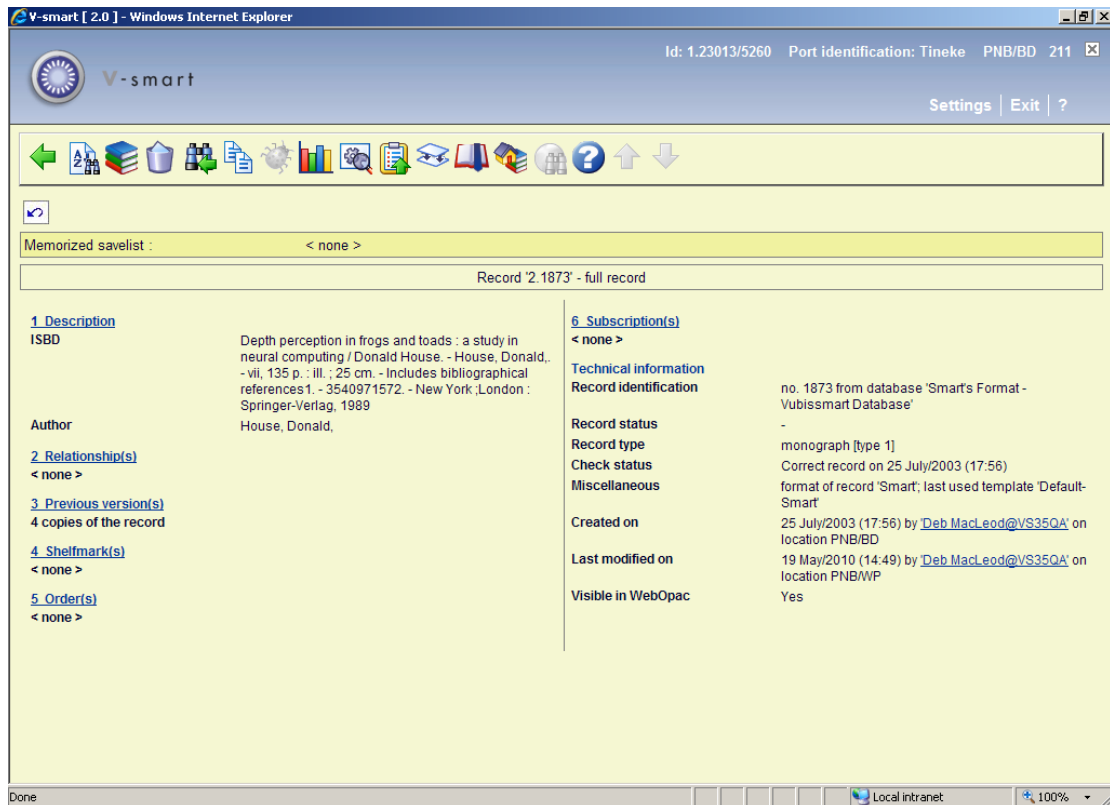 V-smart [ 2.0 ] - Windows Internet Explorer
Id: 1.23013/5260 Port identification: Tineke PNB/BD 211
V-smart
Settings | Exit | ?
Memorized savelist : < none >
Record '2.1873' - full record
1 Description
ISBD
Depth perception in frogs and toads : a study in
neural computing / Donald House. - House, Donald,.
- vii, 135 p. : ill. ; 25 cm. - Includes bibliographical
references1. - 3540971572. - New York ;London :
Springer-Verlag, 1989
Author House, Donald,
2 Relationship(s)
< none >
3 Previous version(s)
4 copies of the record
4 Shelfmark(s)
< none >
5 Order(s)
< none >
6 Subscription(s)
< none >
Technical information
Record identification no. 1873 from database 'Smart's Format -
Vubissmart Database'
Record status -
Record type monograph [type 1]
Check status Correct record on 25 July/2003 (17:56)
Miscellaneous format of record 'Smart'; last used template 'Default-
Smart'
Created on 25 July/2003 (17:56) by 'Deb MacLeod@VS35QA' on
location PNB/BD
Last modified on 19 May/2010 (14:49) by 'Deb MacLeod@VS35QA' on
location PNB/WP
Visible in WebOpac Yes
Done Local intranet 100%